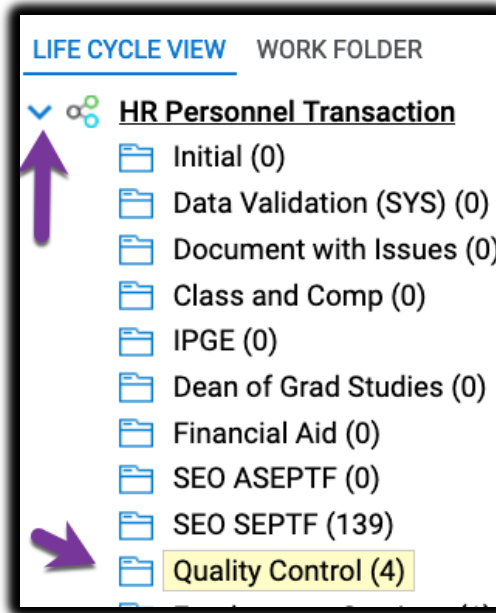 LIFE CYCLE VIEW WORK FOLDER
HR Personnel Transaction
Initial (0)
Data Validation (SYS) (0)
Document with Issues (0)
Class and Comp (0)
IPGE (0)
Dean of Grad Studies (0)
Financial Aid (0)
SEO ASEPTF (0)
SEO SEPTF (139)
Quality Control (4)